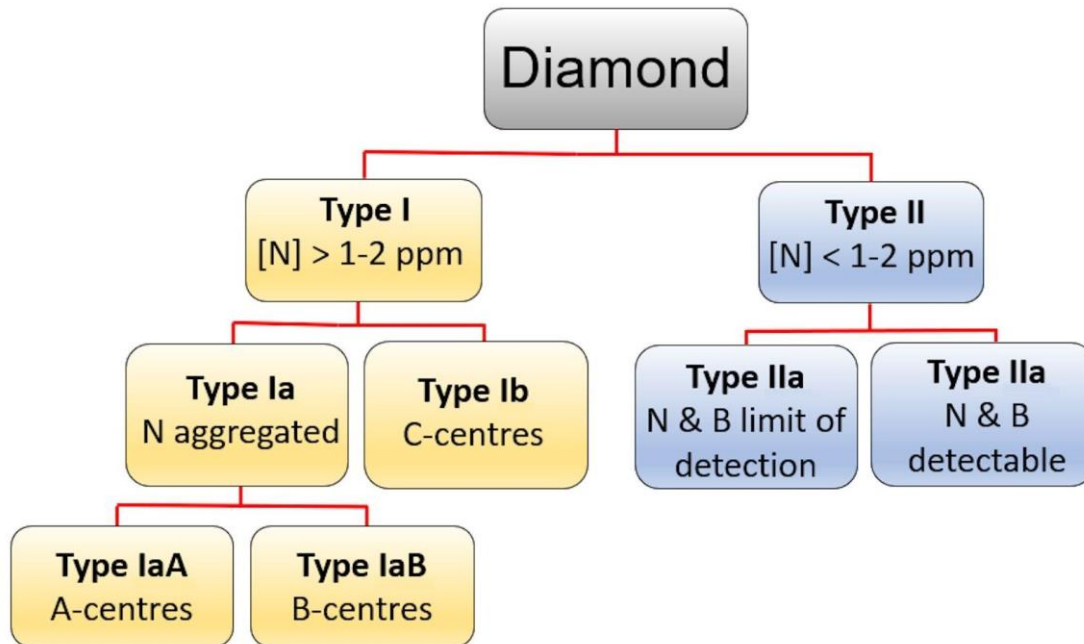 Diamond
Type I
[N] > 1-2 ppm
Type II
[N] < 1-2 ppm
Type Ia
N aggregated
Type Ib
C-centres
Type IIa
N & B limit of
detection
Type IIa
N & B
detectable
Type IaA
A-centres
Type IaB
B-centres